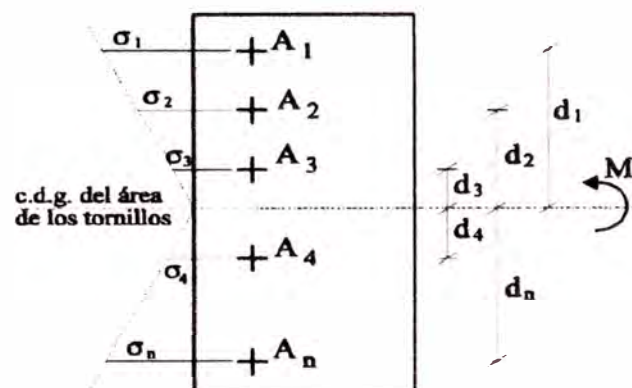 σ₁ A₁
σ₂ A₂
d₁
d₂
σ₃ A₃
M
d₃
c.d.g. del área
de los tornillos
d₄
σ₄ A₄
dₙ
σₙ Aₙ